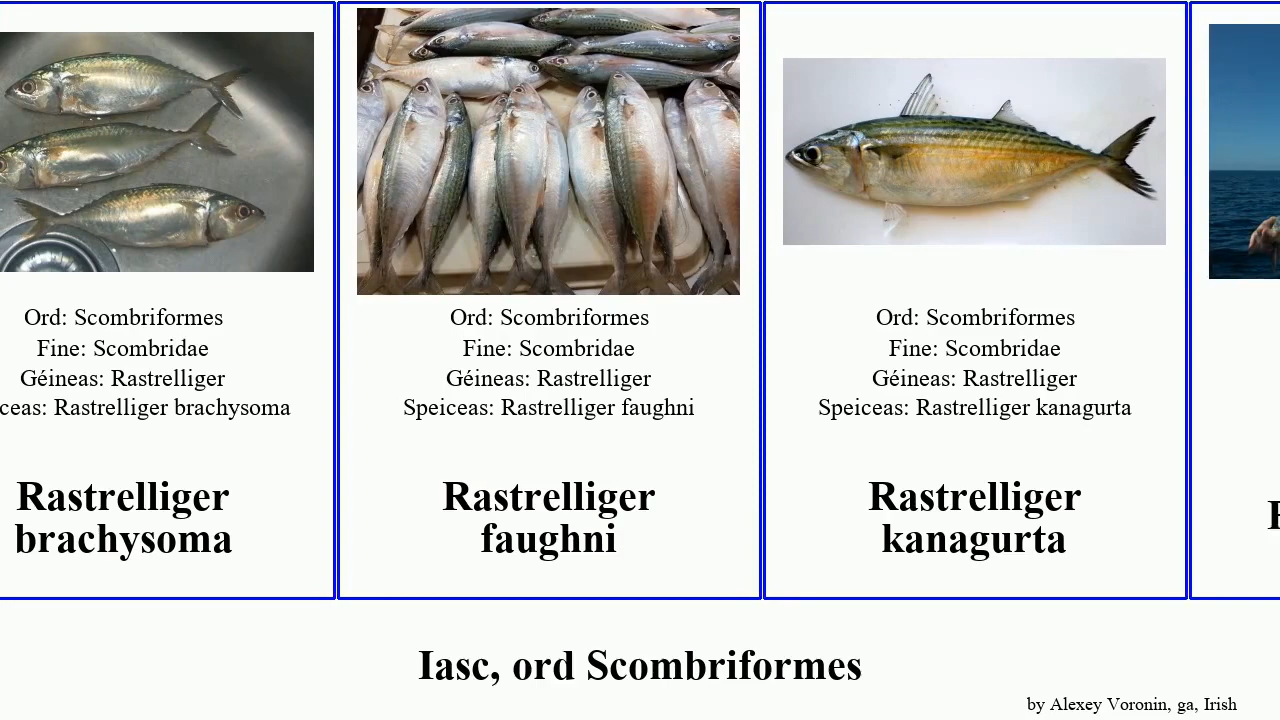 Ord: Scombriformes
Fine: Scombridae
Géineas: Rastrelliger
ceas: Rastrelliger brachysoma
Rastrelliger
brachysoma
Ord: Scombriformes
Fine: Scombridae
Géineas: Rastrelliger
Speiceas: Rastrelliger faughni
Rastrelliger
faughni
Ord: Scombriformes
Fine: Scombridae
Géineas: Rastrelliger
Speiceas: Rastrelliger kanagurta
Rastrelliger
kanagurta
Iasc, ord Scombriformes
by Alexey Voronin, ga, Irish